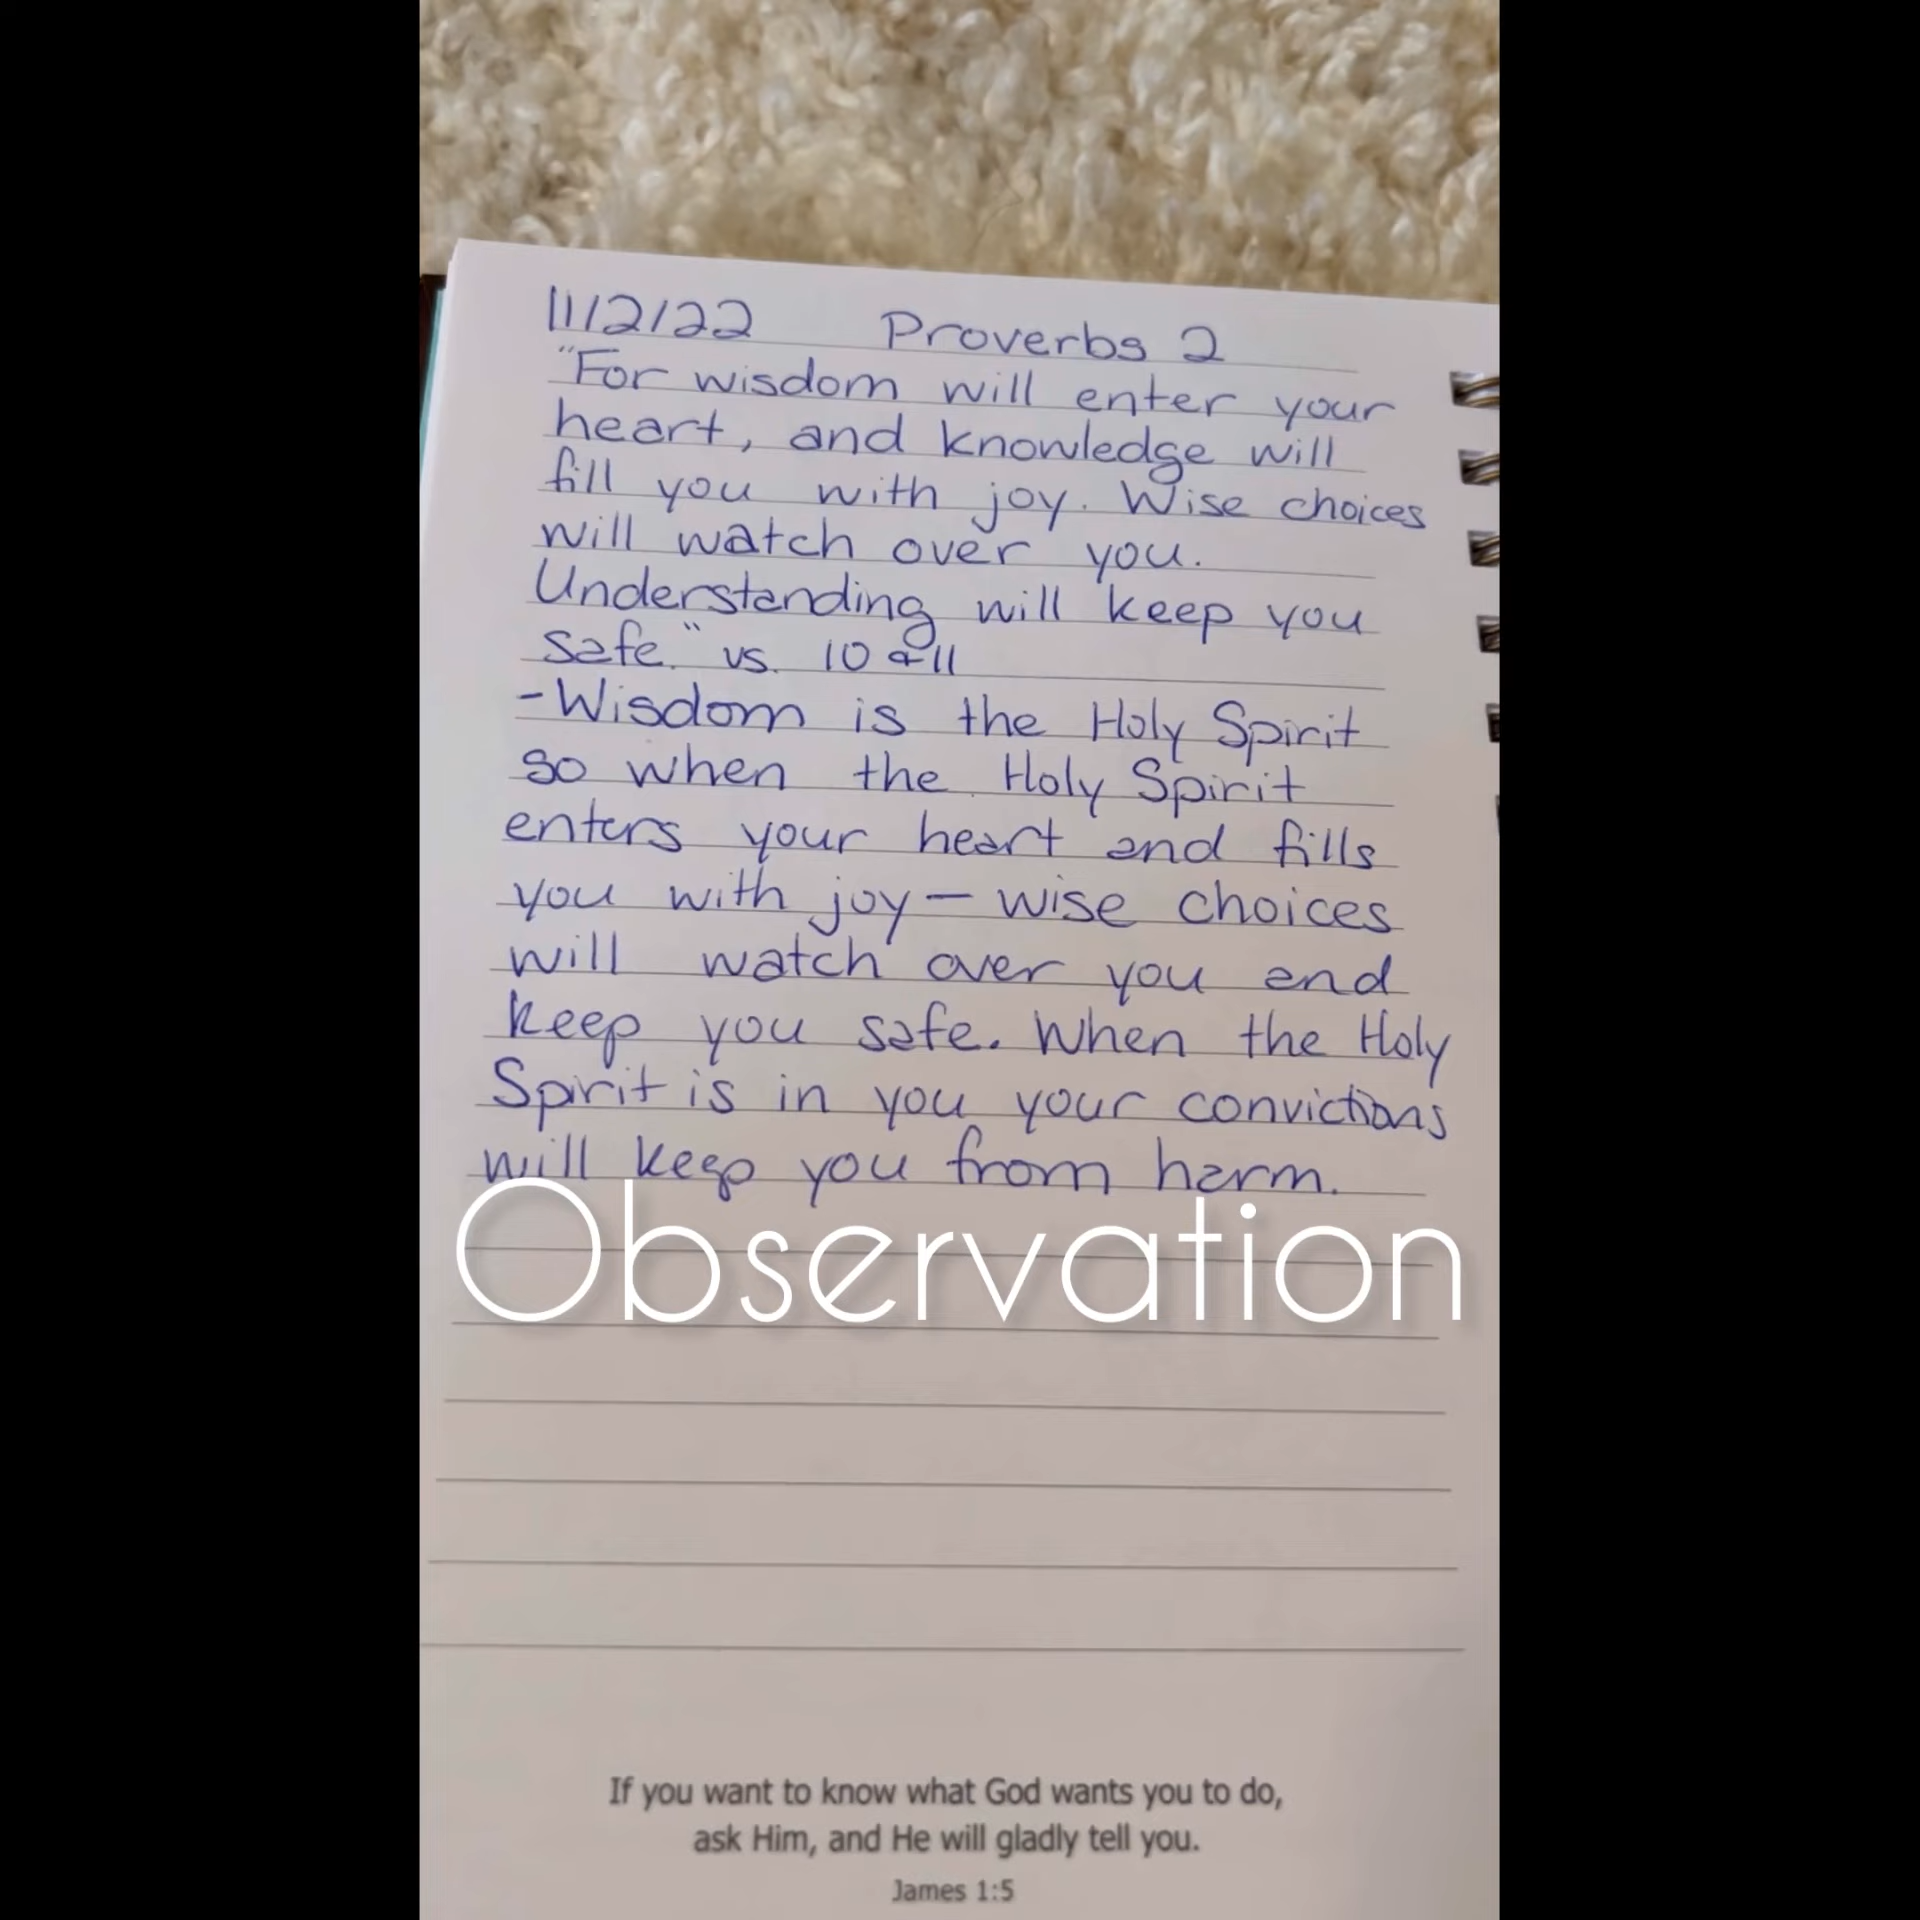 11/2/22 Proverbs 2
"For wisdom will enter your
heart, and knowledge will
fill you with joy. Wise choices
will watch over you.
Understanding will keep you
safe." vs. 10 & 11
- Wisdom is the Holy Spirit
so when the Holy Spirit
enters your heart and fills
you with joy - wise choices
will watch over you and
keep you safe. When the Holy
Spirit is in you your convictions
will keep you from harm.
Observation
If you want to know what God wants you to do,
ask Him, and He will gladly tell you.
James 1:5